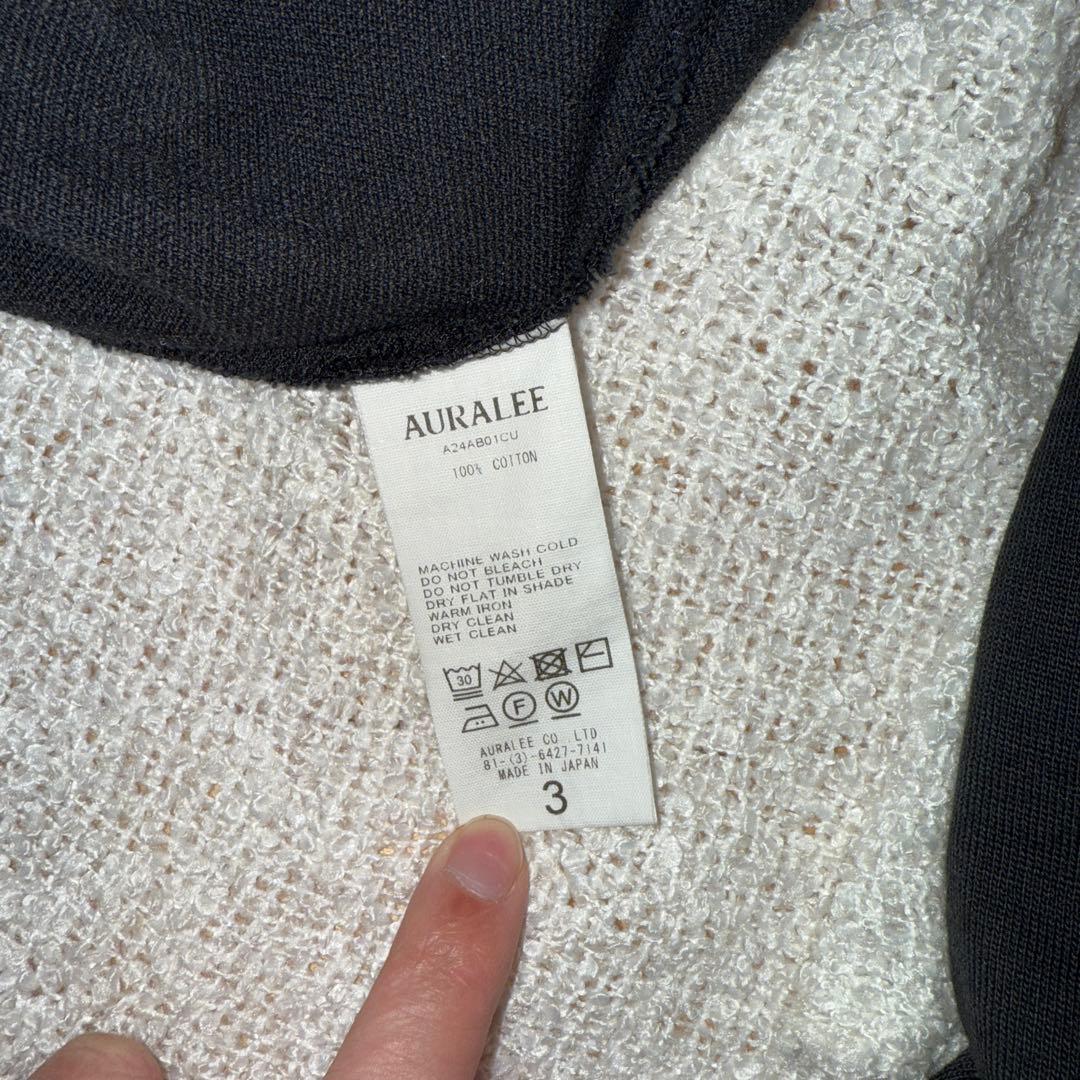 AURALEE
A24AB01CU
100% COTTON
MACHINE WASH COLD
DO NOT BLEACH
DO NOT TUMBLE DRY
DRY FLAT IN SHADE
WARM IRON
DRY CLEAN
WET CLEAN
30
F W
AURALEE CO .LTD
81-(3)-6427-7141
MADE IN JAPAN
3